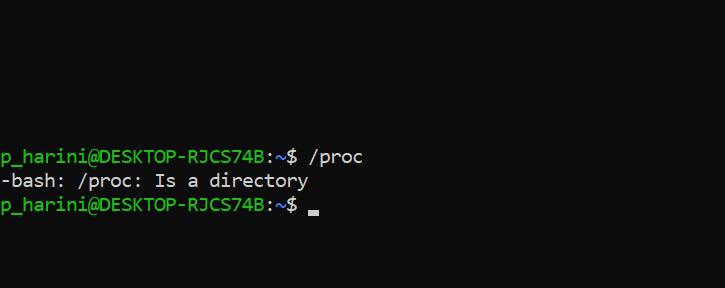 p_harini@DESKTOP-RJCS74B:~$ /proc
-bash: /proc: Is a directory
p_harini@DESKTOP-RJCS74B:~$